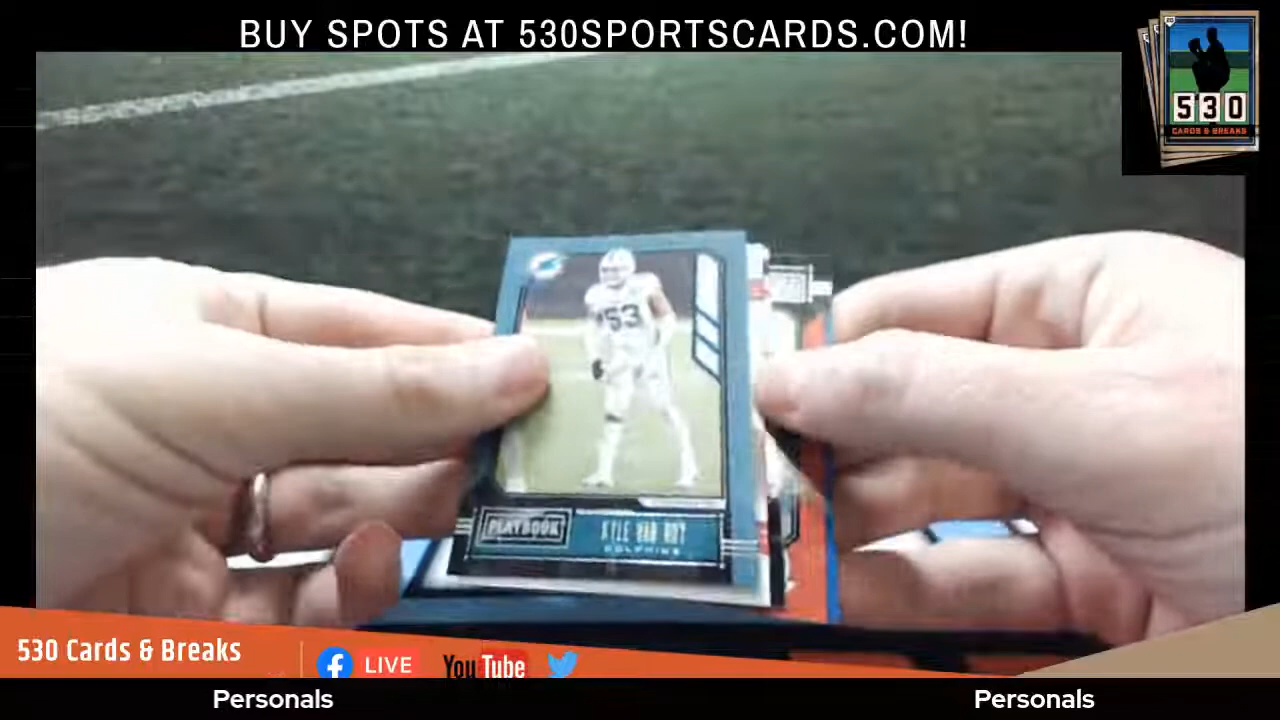 BUY SPOTS AT 530SPORTSCARDS.COM!
530
CARDS & BREAKS
53
PLAYBOOK
KYLE VAN NOY
DOLPHINS
530 Cards & Breaks
LIVE
YouTube
Personals
Personals